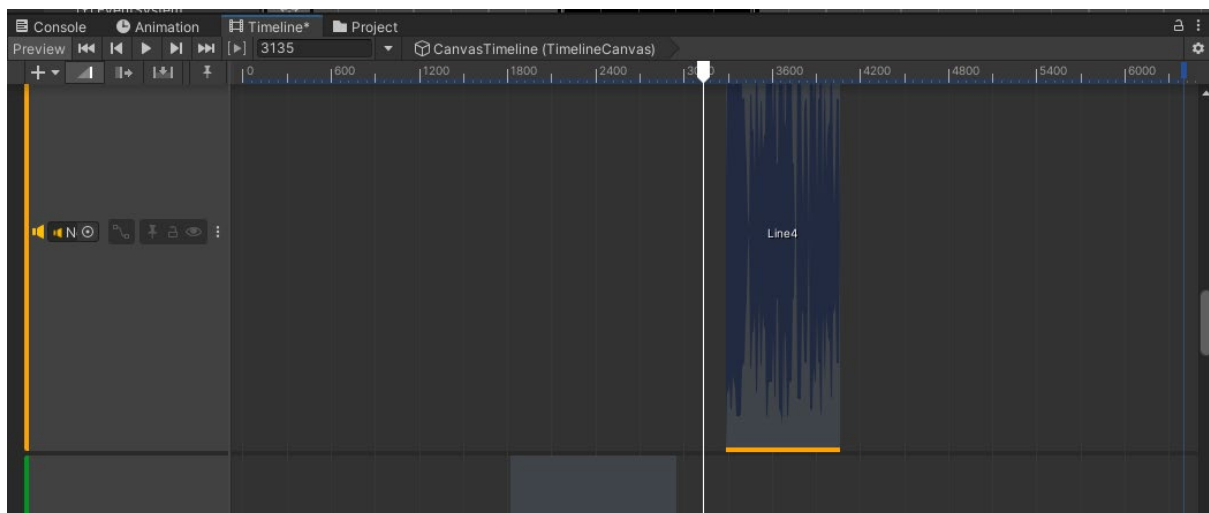 Console Animation Timeline* Project
Preview 3135 CanvasTimeline (TimelineCanvas)
0 600 1200 1800 2400 3600 4200 4800 5400 6000
N
Line4